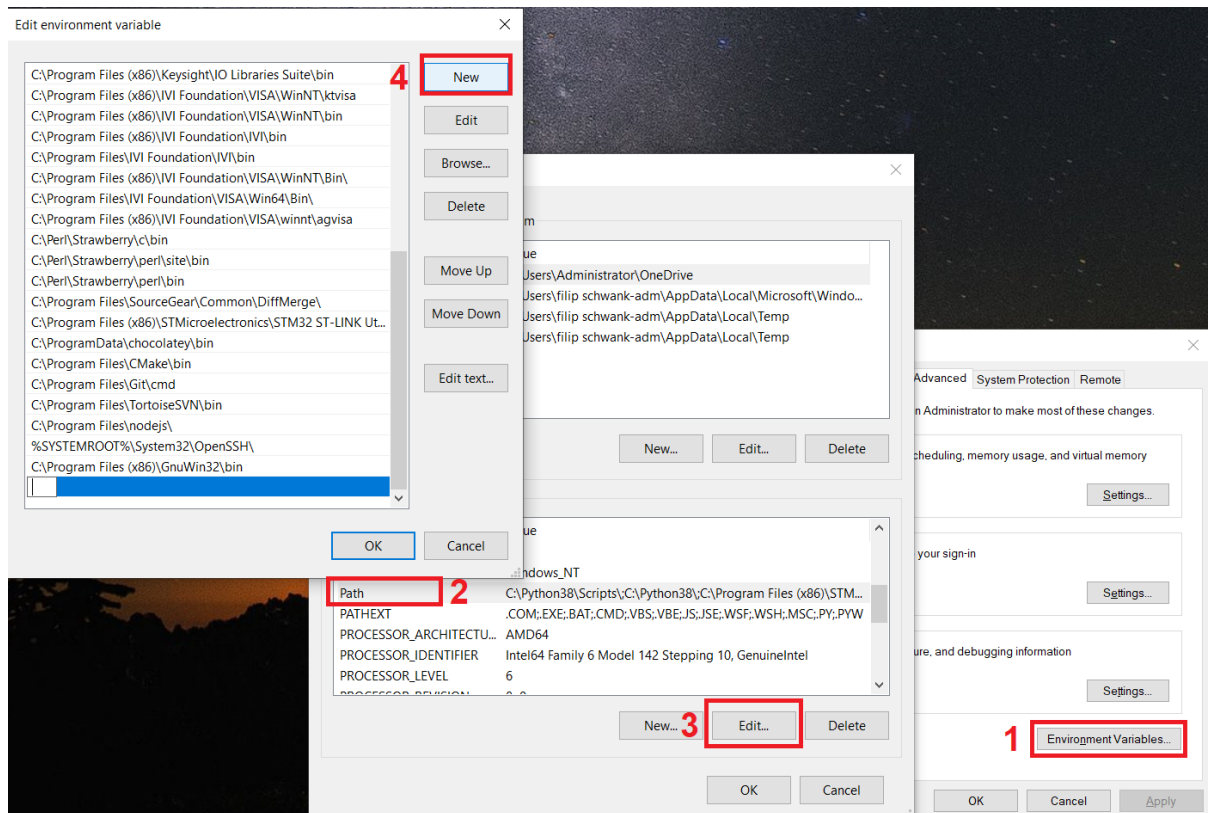 Edit environment variable
C:\Program Files (x86)\Keysight\IO Libraries Suite\bin
C:\Program Files (x86)\IVI Foundation\VISA\WinNT\ktvisa
C:\Program Files (x86)\IVI Foundation\VISA\WinNT\bin
C:\Program Files (x86)\IVI Foundation\IVI\bin
C:\Program Files\IVI Foundation\IVI\bin
C:\Program Files (x86)\IVI Foundation\VISA\WinNT\Bin\
C:\Program Files\IVI Foundation\VISA\Win64\Bin\
C:\Program Files (x86)\IVI Foundation\VISA\winnt\agvisa
C:\Perl\Strawberry\c\bin
C:\Perl\Strawberry\perl\site\bin
C:\Perl\Strawberry\perl\bin
C:\Program Files\SourceGear\Common\DiffMerge\
C:\Program Files (x86)\STMicroelectronics\STM32 ST-LINK Ut...
C:\ProgramData\chocolatey\bin
C:\Program Files\CMake\bin
C:\Program Files\Git\cmd
C:\Program Files\TortoiseSVN\bin
C:\Program Files\nodejs\
%SYSTEMROOT%\System32\OpenSSH\
C:\Program Files (x86)\GnuWin32\bin
4 New
Edit
Browse...
Delete
Move Up
Move Down
Edit text...
OK Cancel
m
ue
Users\Administrator\OneDrive
Users\filip schwank-adm\AppData\Local\Microsoft\Windo...
Users\filip schwank-adm\AppData\Local\Temp
Users\filip schwank-adm\AppData\Local\Temp
New... Edit... Delete
ue
indows_NT
Path 2 C:\Python38\Scripts\;C:\Python38\;C:\Program Files (x86)\STM...
PATHEXT .COM;.EXE;.BAT;.CMD;.VBS;.VBE;.JS;.JSE;.WSF;.WSH;.MSC;.PY;.PYW
PROCESSOR_ARCHITECTU... AMD64
PROCESSOR_IDENTIFIER Intel64 Family 6 Model 142 Stepping 10, GenuineIntel
PROCESSOR_LEVEL 6
New... 3 Edit... Delete
OK Cancel
Advanced System Protection Remote
n Administrator to make most of these changes.
cheduling, memory usage, and virtual memory
Settings...
your sign-in
Settings...
ure, and debugging information
Settings...
1 Environment Variables...
OK Cancel Apply